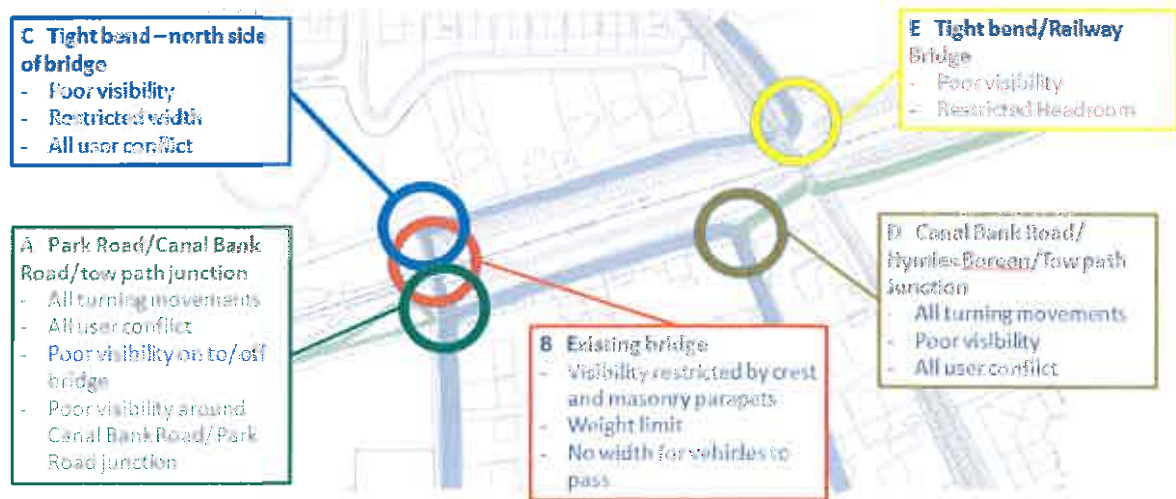 C Tight bend – north side
of bridge
- Poor visibility
- Restricted width
- All user conflict
E Tight bend/Railway
Bridge
- Poor visibility
- Restricted Headroom
A Park Road/Canal Bank
Road/tow path junction
- All turning movements
- All user conflict
- Poor visibility on to/off
bridge
- Poor visibility around
Canal Bank Road/Park
Road junction
B Existing bridge
- Visibility restricted by crest
and masonry parapets
- Weight limit
- No width for vehicles to
pass
D Canal Bank Road/
Hymies Boreen/Tow path
Junction
- All turning movements
- Poor visibility
- All user conflict